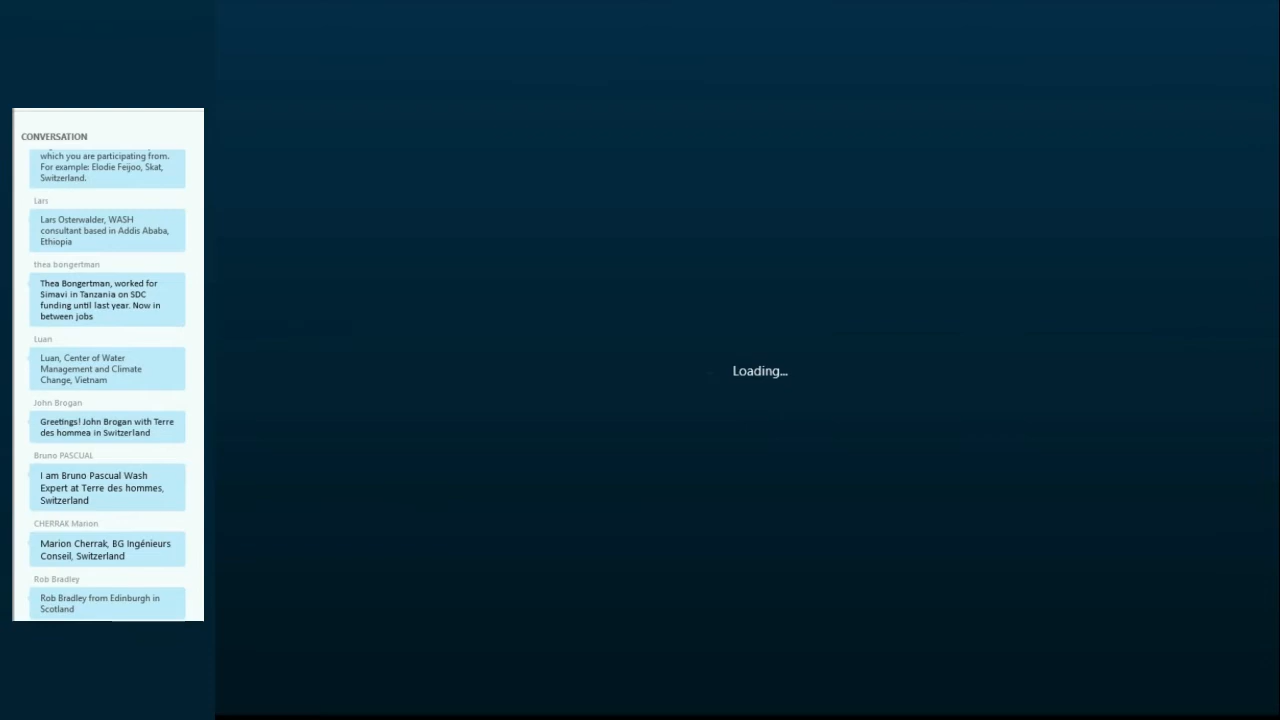 CONVERSATION
which you are participating from.
For example: Elodie Feijoo, Skat,
Switzerland.
Lars
Lars Osterwalder, WASH
consultant based in Addis Ababa,
Ethiopia
thea bongertman
Thea Bongertman, worked for
Simavi in Tanzania on SDC
funding until last year. Now in
between jobs
Luan
Luan, Center of Water
Management and Climate
Change, Vietnam
John Brogan
Greetings! John Brogan with Terre
des hommea in Switzerland
Bruno PASCUAL
I am Bruno Pascual Wash
Expert at Terre des hommes,
Switzerland
CHERRAK Marion
Marion Cherrak, BG Ingénieurs
Conseil, Switzerland
Rob Bradley
Rob Bradley from Edinburgh in
Scotland
Loading...